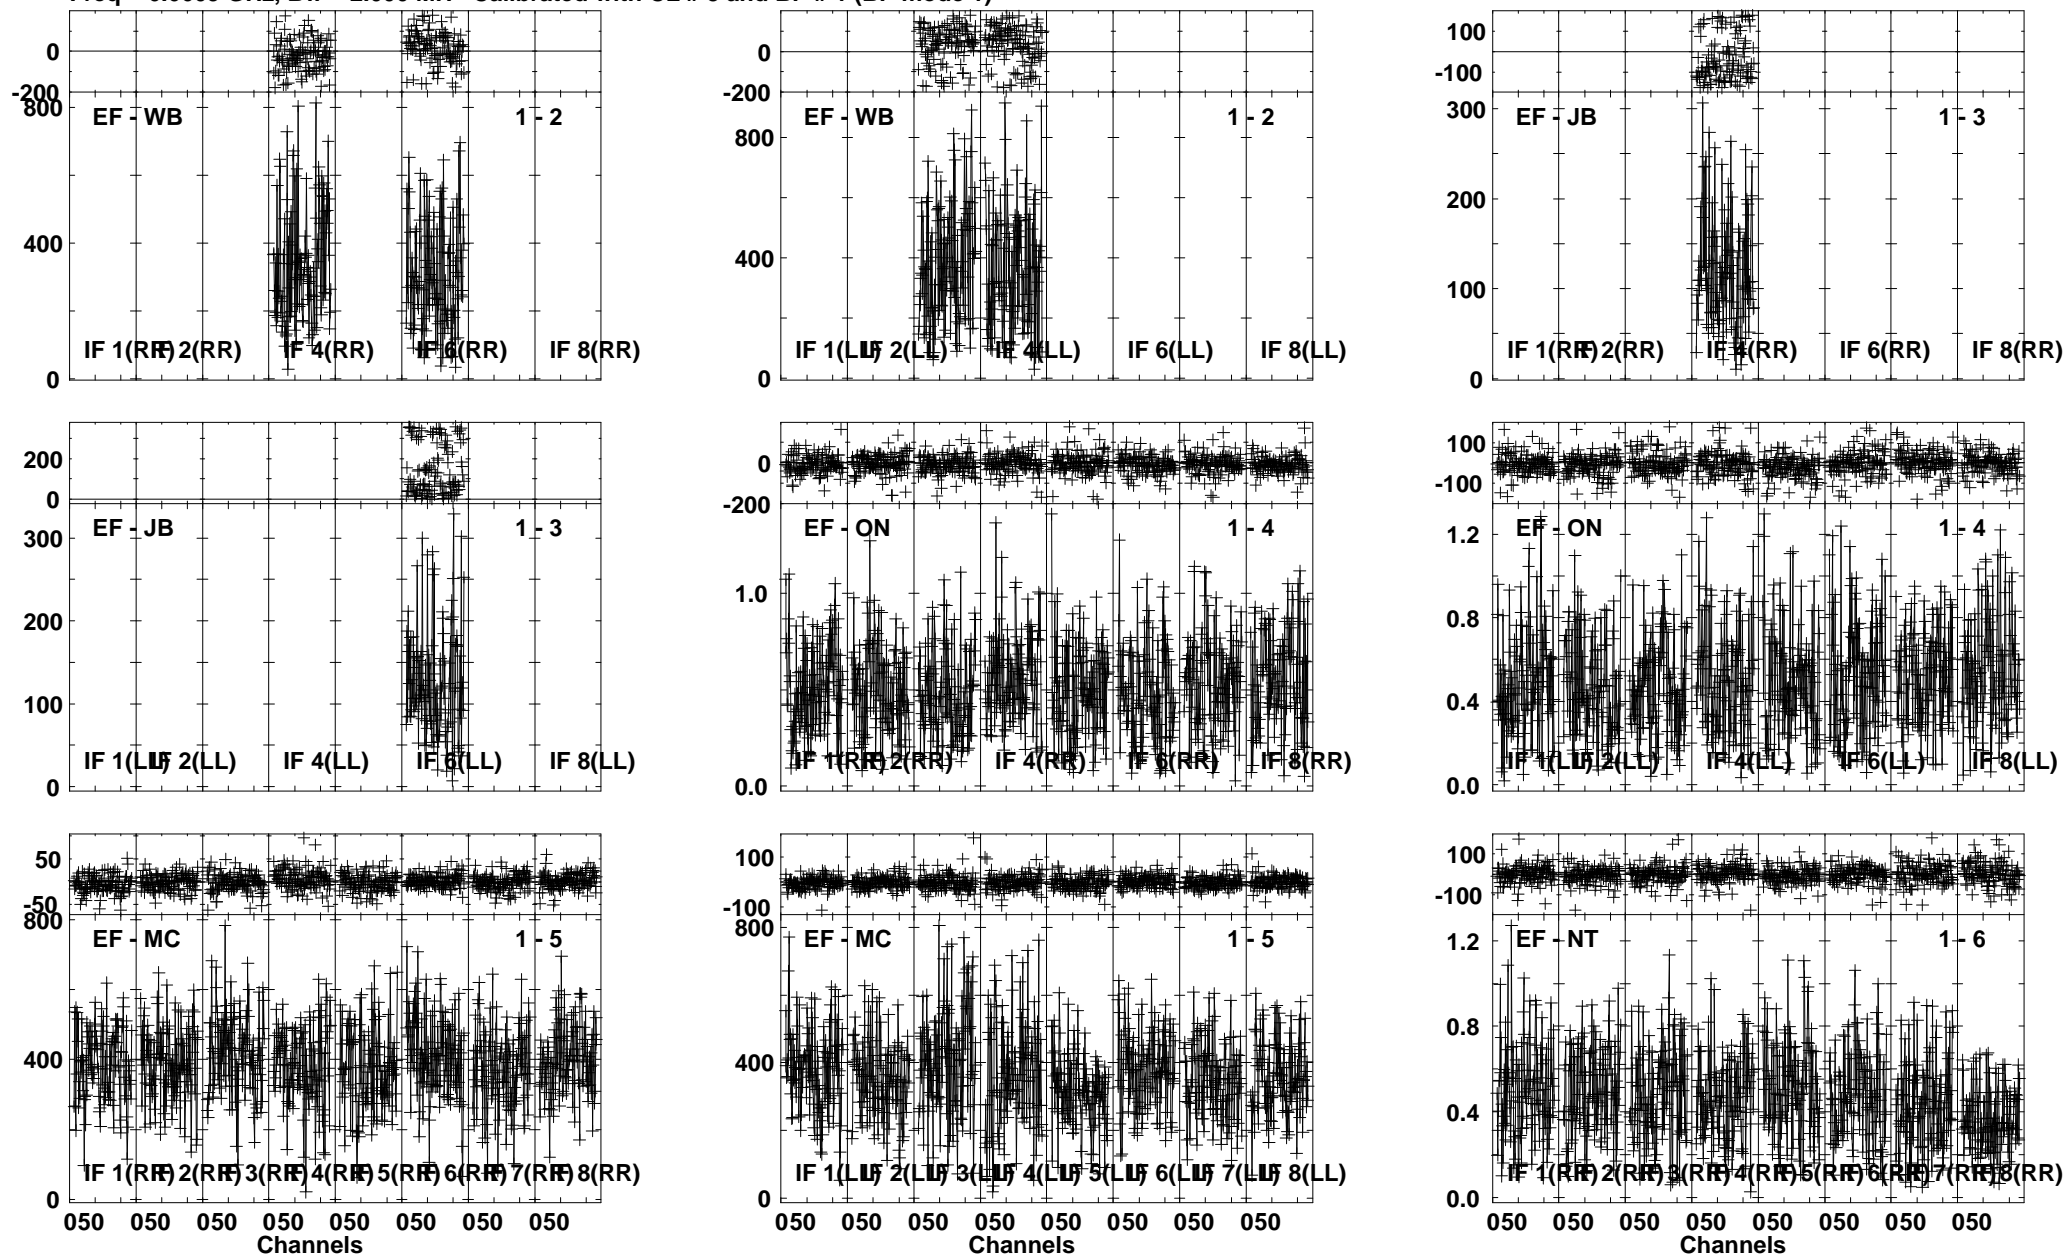 0
-200
800
EF - WB
1 - 2
400
IF 1(RR)
IF 2(RR)
IF 4(RR)
IF 6(RR)
IF 8(RR)
0
0
-200
EF - WB
1 - 2
800
400
IF 1(LL)
IF 2(LL)
IF 4(LL)
IF 6(LL)
IF 8(LL)
0
100
-100
300
EF - JB
1 - 3
200
100
IF 1(RR)
IF 2(RR)
IF 4(RR)
IF 6(RR)
IF 8(RR)
0
200
0
EF - JB
1 - 3
300
200
100
IF 1(LL)
IF 2(LL)
IF 4(LL)
IF 6(LL)
IF 8(LL)
0
0
-200
EF - ON
1 - 4
1.0
IF 1(RR)
IF 2(RR)
IF 4(RR)
IF 6(RR)
IF 8(RR)
0.0
100
-100
EF - ON
1 - 4
1.2
0.8
0.4
IF 1(LL)
IF 2(LL)
IF 4(LL)
IF 6(LL)
IF 8(LL)
0.0
50
-50
800
EF - MC
1 - 5
400
IF 1(RR)
IF 2(RR)
IF 3(RR)
IF 4(RR)
IF 5(RR)
IF 6(RR)
IF 7(RR)
IF 8(RR)
0
050 050 050 050 050 050 050 050
Channels
100
-100
800
EF - MC
1 - 5
400
IF 1(LL)
IF 2(LL)
IF 3(LL)
IF 4(LL)
IF 5(LL)
IF 6(LL)
IF 7(LL)
IF 8(LL)
0
050 050 050 050 050 050 050 050
100
-100
EF - NT
1 - 6
1.2
0.8
0.4
IF 1(RR)
IF 2(RR)
IF 3(RR)
IF 4(RR)
IF 5(RR)
IF 6(RR)
IF 7(RR)
IF 8(RR)
0.0
050 050 050 050 050 050 050 050
Channels